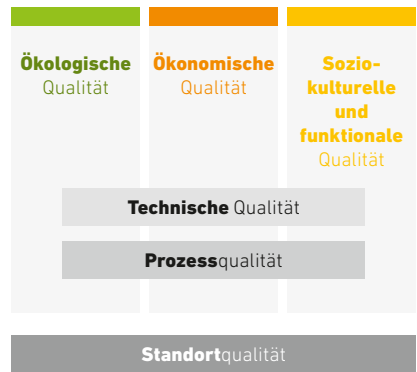 Ökologische
Qualität
Ökonomische
Qualität
Sozio-
kulturelle
und
funktionale
Qualität
Technische Qualität
Prozessqualität
Standortqualität